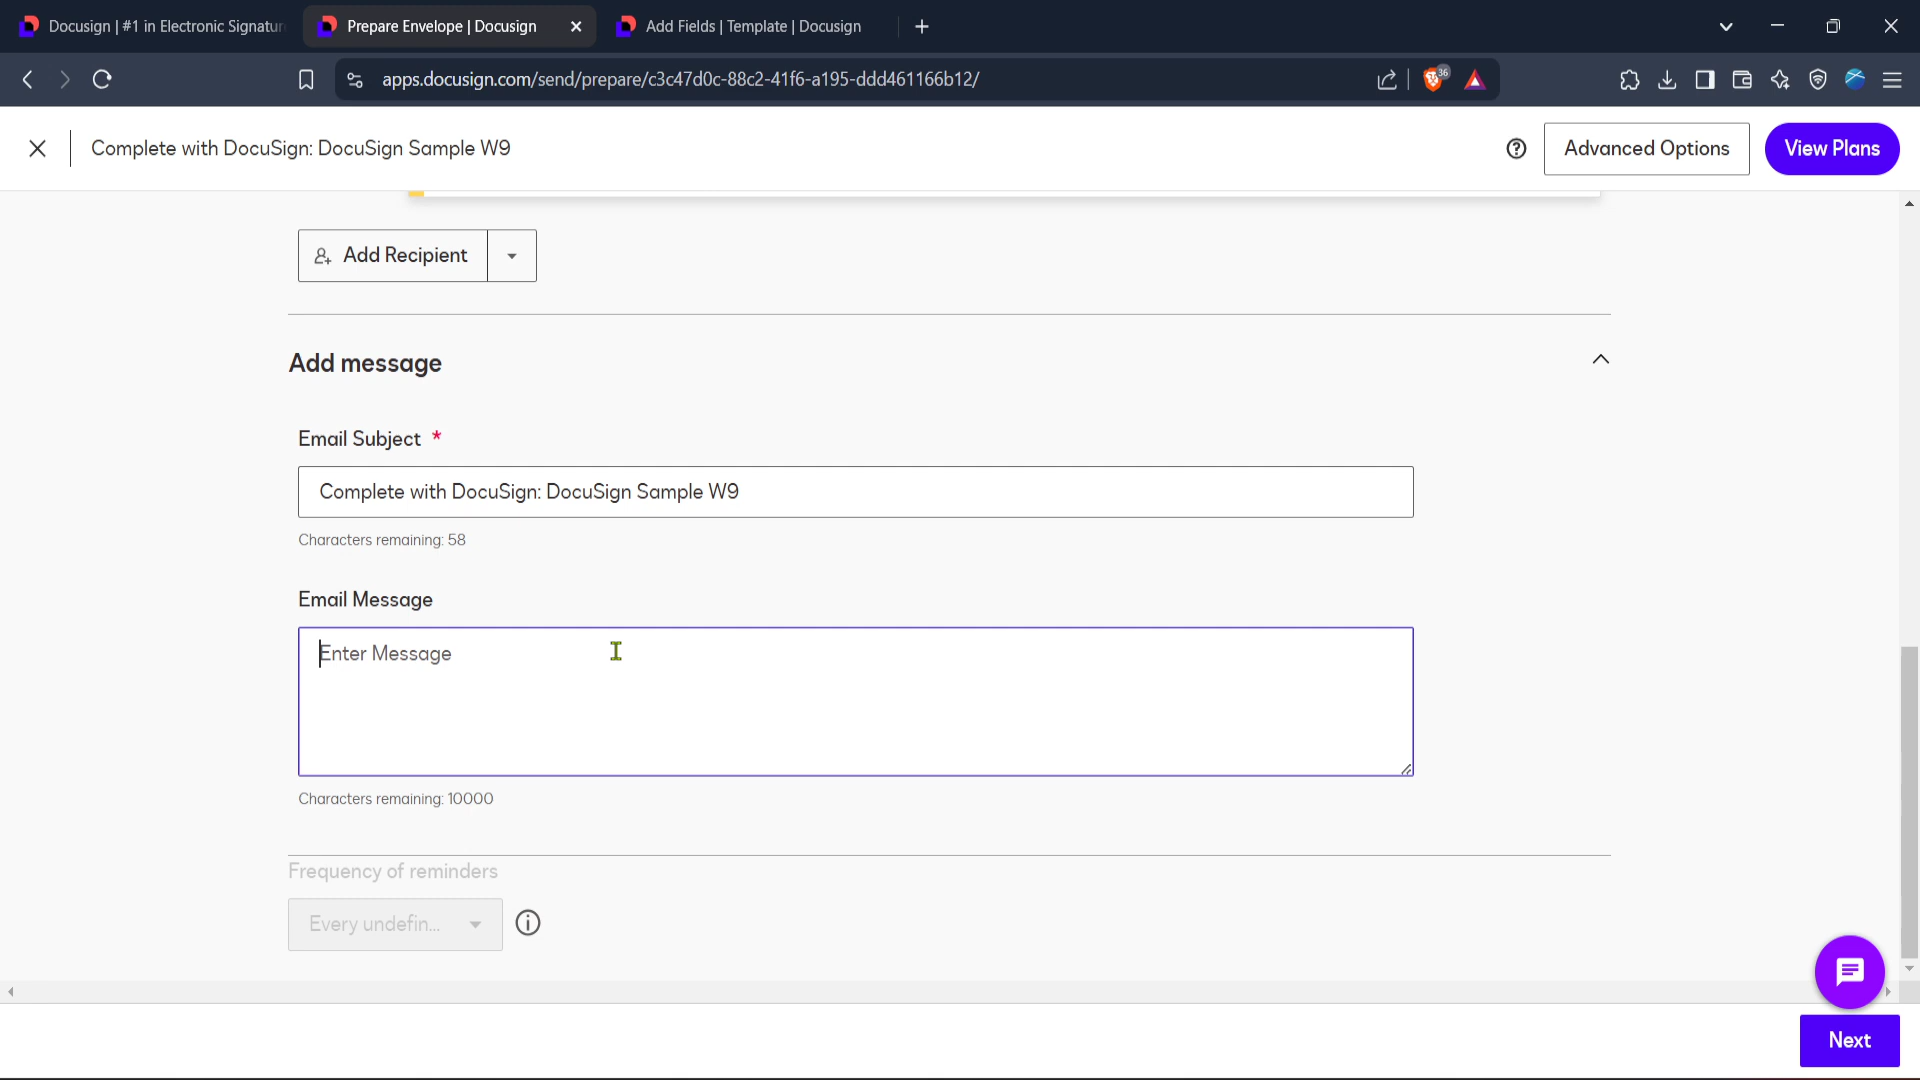 Docusign | #1 in Electronic Signatur
Prepare Envelope | Docusign
Add Fields | Template | Docusign
apps.docusign.com/send/prepare/c3c47d0c-88c2-41f6-a195-ddd461166b12/
36
Complete with DocuSign: DocuSign Sample W9
Advanced Options
View Plans
Add Recipient
Add message
Email Subject *
Complete with DocuSign: DocuSign Sample W9
Characters remaining: 58
Email Message
Enter Message
Characters remaining: 10000
Frequency of reminders
Every undefin...
Next